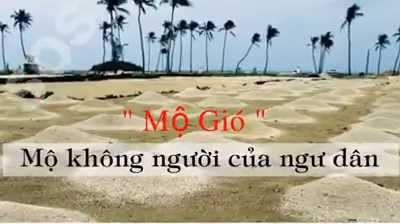 " Mộ Gió "
Mộ không người của ngư dân